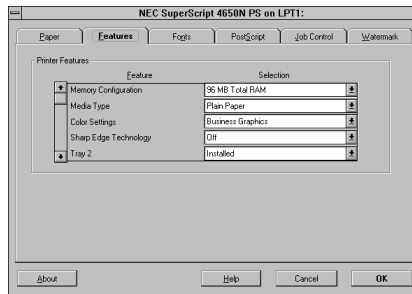 NEC SuperScript 4650N PS on LPT1:
Paper Features Fonts PostScript Job Control Watermark
Printer Features
Feature Selection
Memory Configuration 96 MB Total RAM
Media Type Plain Paper
Color Settings Business Graphics
Sharp Edge Technology Off
Tray 2 Installed
About Help Cancel OK